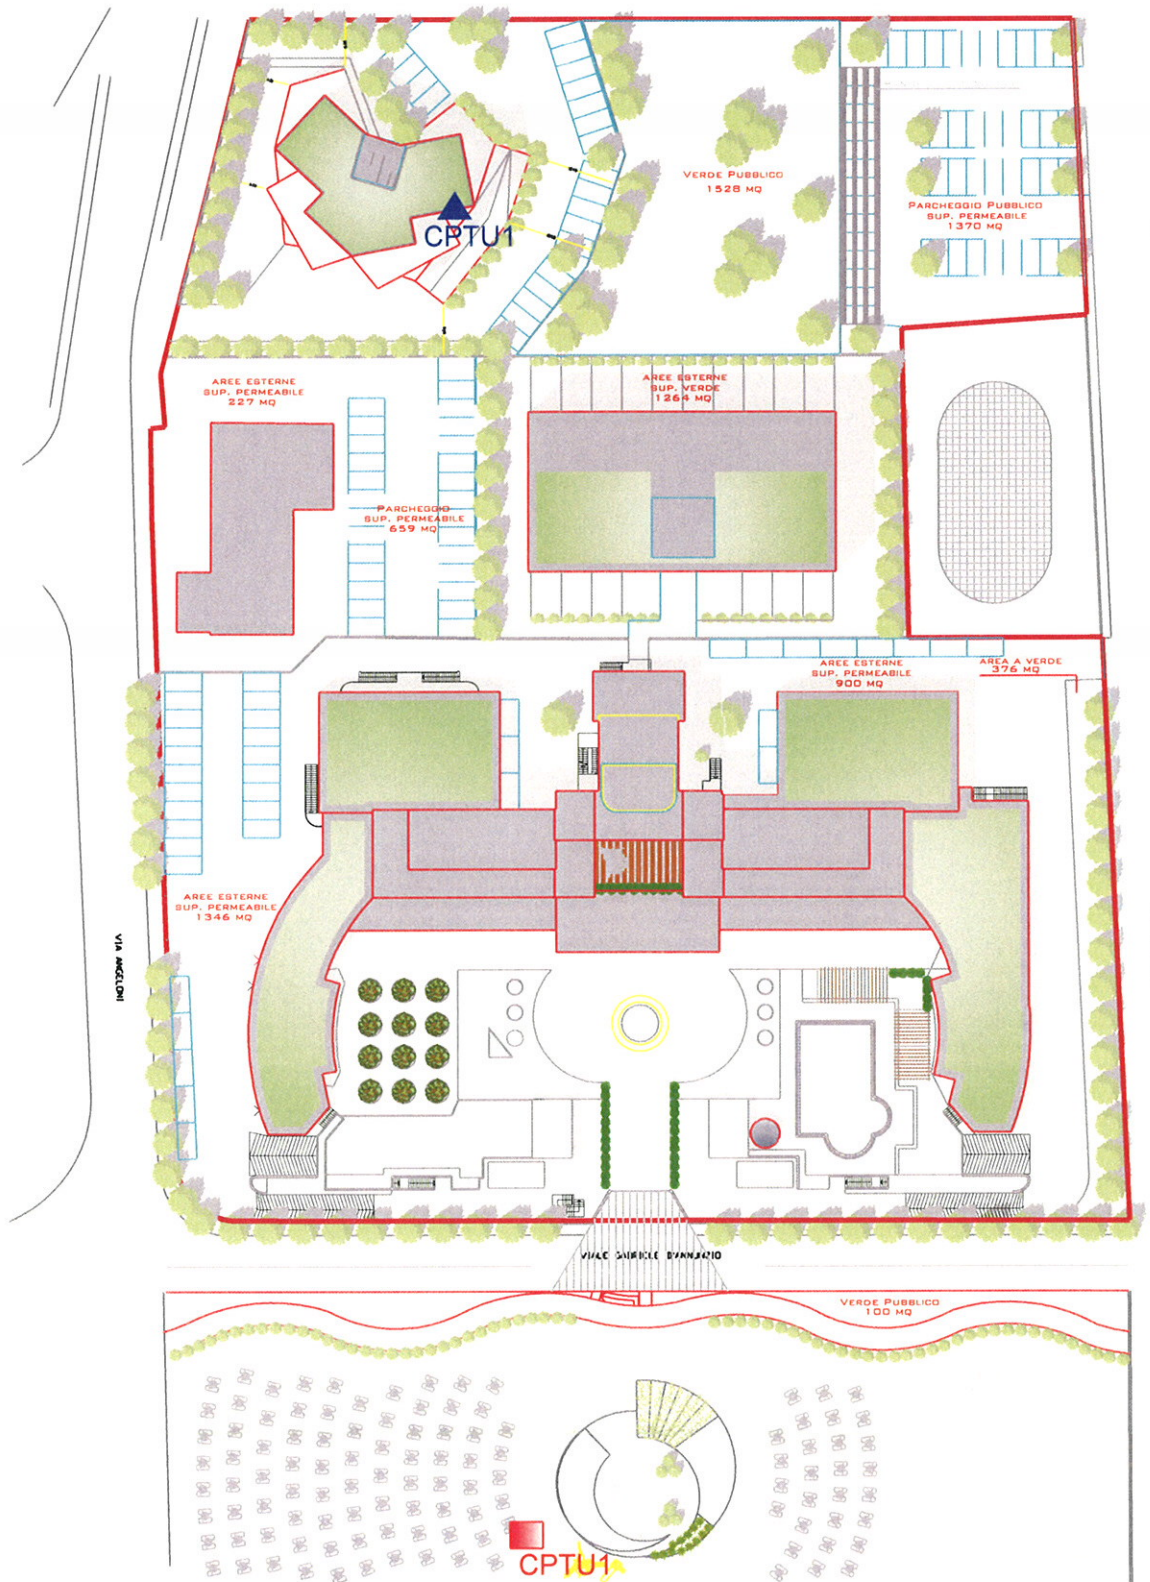 VERDE PUBBLICO
1528 MQ
PARCHEGGIO PUBBLICO
SUP. PERMEABILE
1370 MQ
CPTU1
AREE ESTERNE
SUP. PERMEABILE
227 MQ
AREE ESTERNE
SUP. VERDE
1264 MQ
PARCHEGGIO
SUP. PERMEABILE
659 MQ
AREE ESTERNE
SUP. PERMEABILE
900 MQ
AREA A VERDE
376 MQ
AREE ESTERNE
SUP. PERMEABILE
1346 MQ
VIA ANGELONI
VIALE GABRIELE D'ANNUNZIO
VERDE PUBBLICO
100 MQ
CPTU1